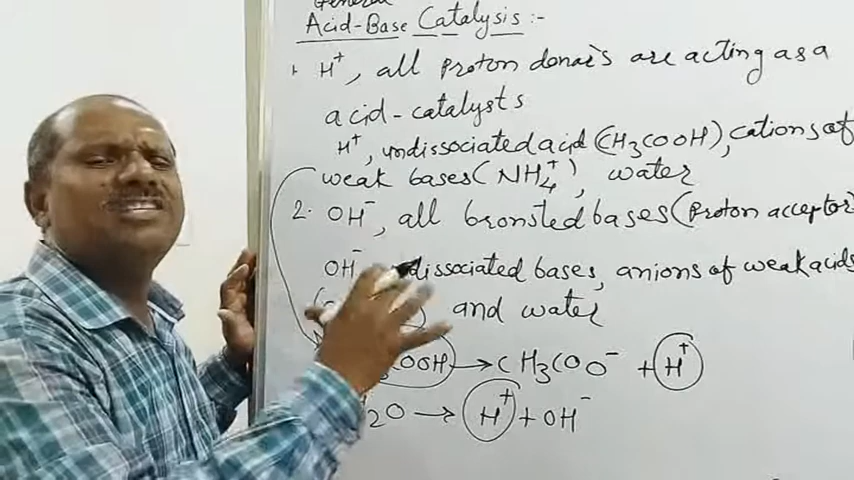 General
Acid-Base Catalysis :-
1 H⁺, all proton donars are acting as a
acid-catalysts
H⁺, undissociated acid (CH₃COOH), cations of
weak bases (NH₄⁺), water
2. OH⁻, all bronsted bases (proton acceptor)
OH⁻ undissociated bases, anions of weak acids
and water
COOH → CH₃COO⁻ + H⁺
H₂O → H⁺ + OH⁻